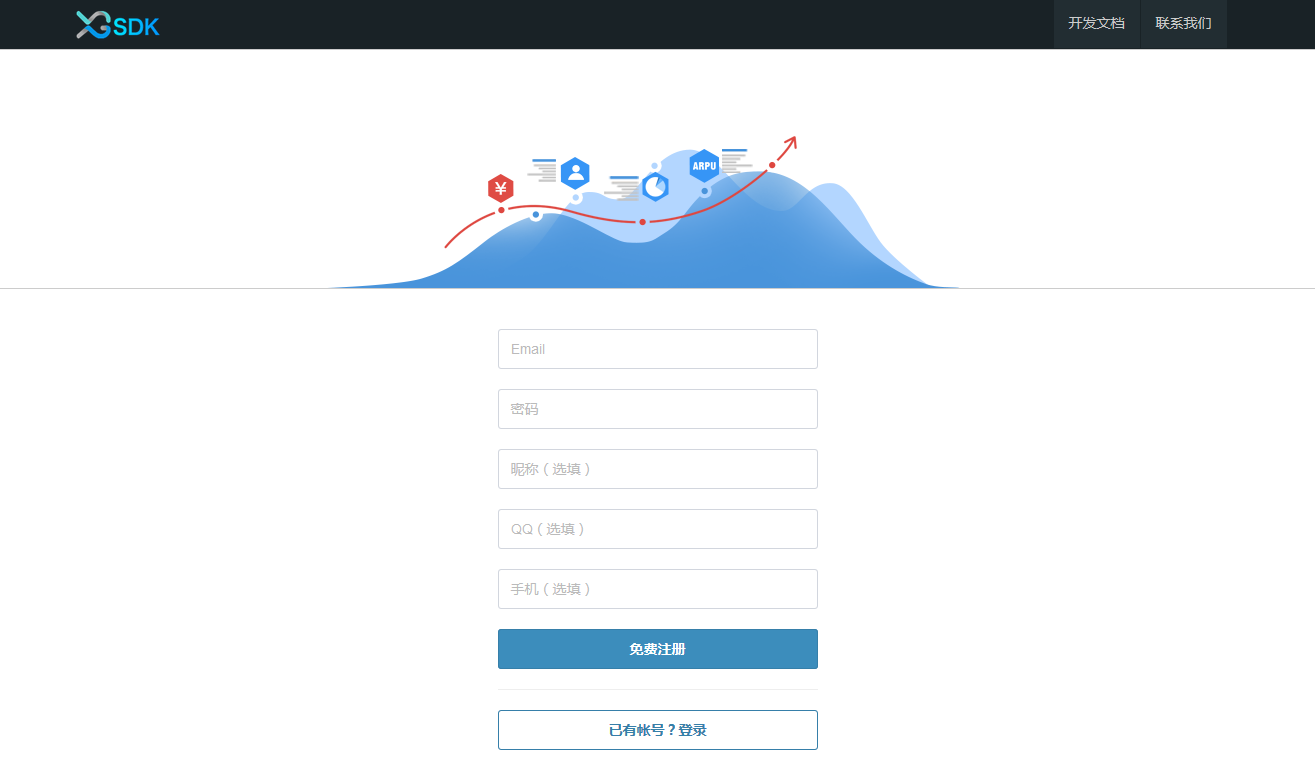 XGSDK
开发文档
联系我们
¥
ARPU
Email
密码
昵称（选填）
QQ（选填）
手机（选填）
免费注册
已有帐号？登录